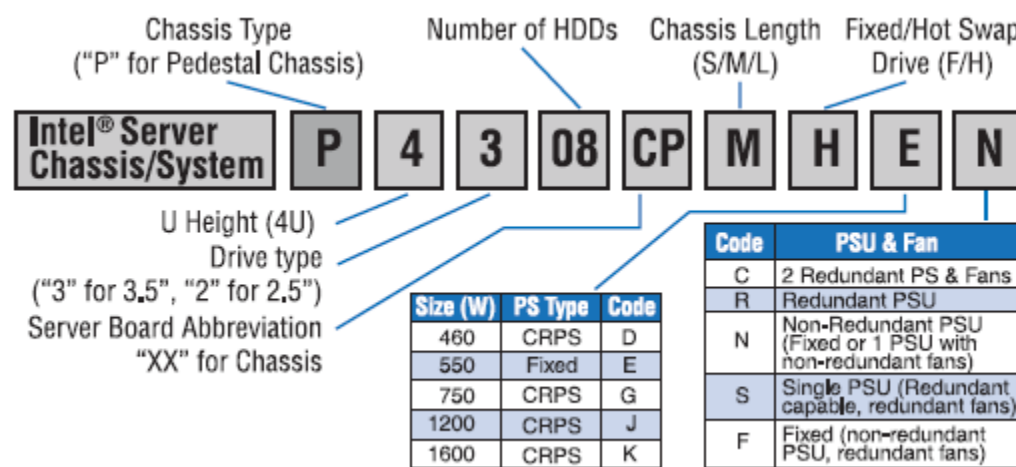 Chassis Type
("P" for Pedestal Chassis)
Number of HDDs
Chassis Length
(S/M/L)
Fixed/Hot Swap
Drive (F/H)
Intel® Server
Chassis/System
P 4 3 08 CP M H E N
U Height (4U)
Drive type
("3" for 3.5", "2" for 2.5")
Server Board Abbreviation
"XX" for Chassis
Size (W) PS Type Code
460 CRPS D
550 Fixed E
750 CRPS G
1200 CRPS J
1600 CRPS K
Code PSU & Fan
C 2 Redundant PS & Fans
R Redundant PSU
N Non-Redundant PSU
(Fixed or 1 PSU with
non-redundant fans)
S Single PSU (Redundant
capable, redundant fans)
F Fixed (non-redundant
PSU, redundant fans)